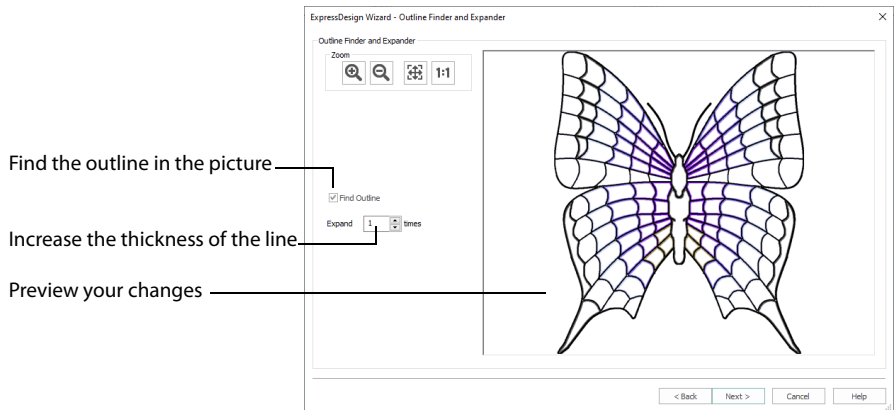 ExpressDesign Wizard - Outline Finder and Expander
Outline Finder and Expander
Zoom
1:1
Find the outline in the picture
Find Outline
Expand 1 times
Increase the thickness of the line
Preview your changes
< Back Next > Cancel Help